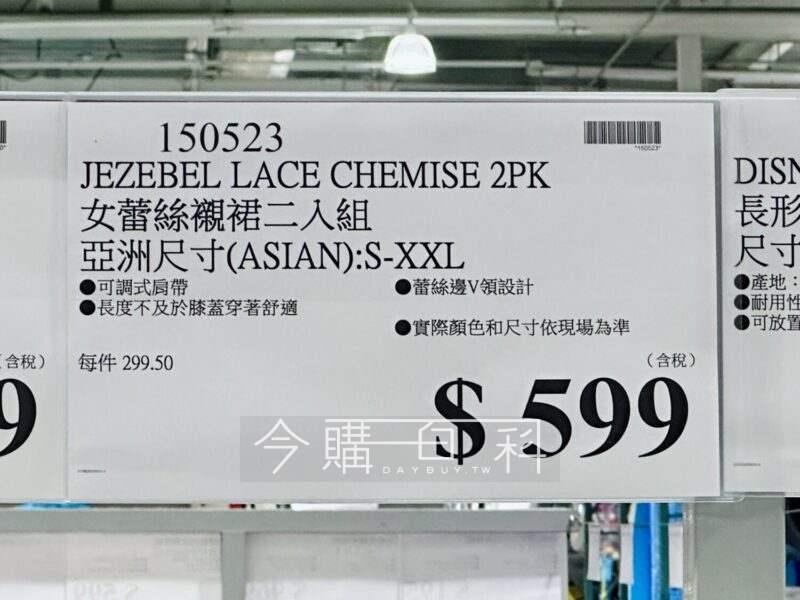 150523
*150523*
JEZEBEL LACE CHEMISE 2PK
女蕾絲襯裙二入組
亞洲尺寸(ASIAN):S-XXL
●可調式肩帶
●蕾絲邊V領設計
●長度不及於膝蓋穿著舒適
●實際顏色和尺寸依現場為準
每件 299.50
(含稅)
$ 599
今購百科
DAYBUY.TW
(含稅)
9
DISN
長形
尺寸
●產地:
●耐用性
●可放置